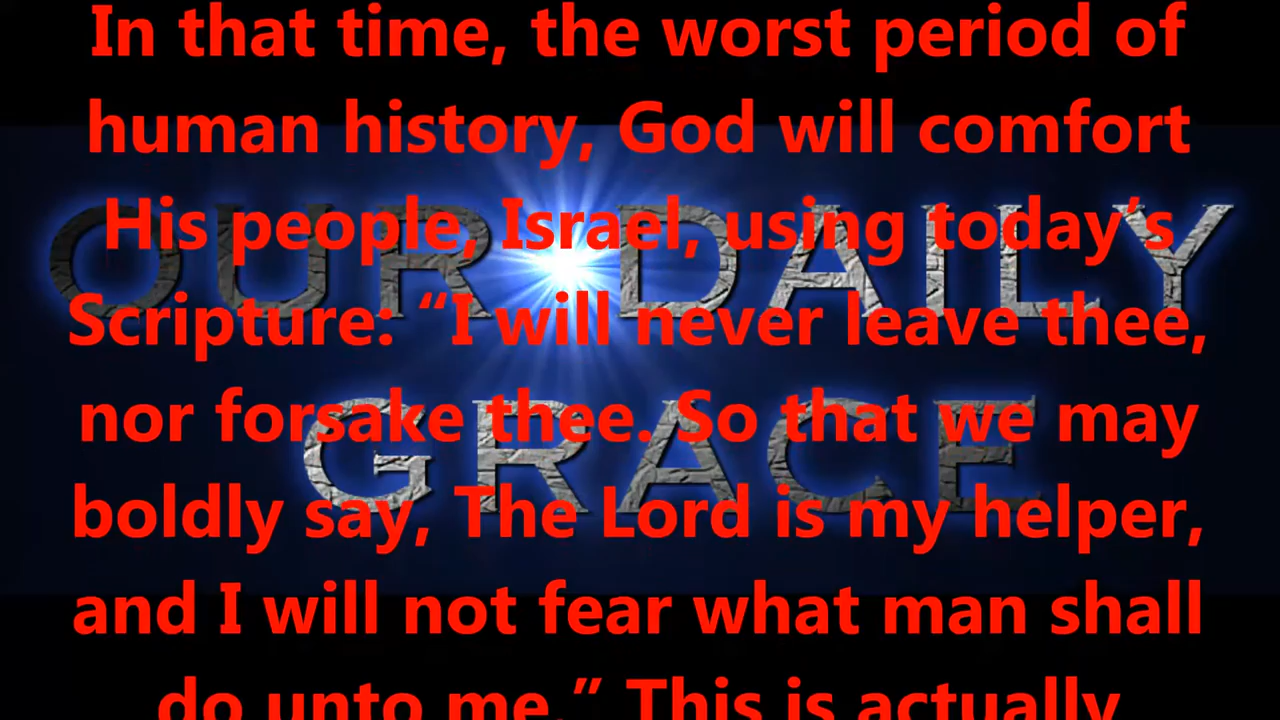 In that time, the worst period of
human history, God will comfort
His people, Israel, using today's
Scripture: “I will never leave thee,
nor forsake thee. So that we may
boldly say, The Lord is my helper,
and I will not fear what man shall
do unto me.” This is actually
OUR DAILY
GRACE